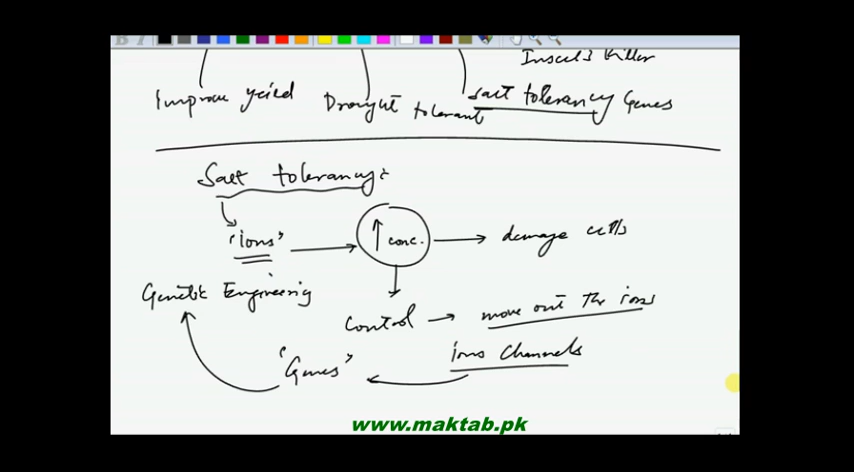 Insects Killer
Improve yeild Drought tolerant salt tolerancy Genes
Salt tolerancy:
"ions" ↑ conc. → damage cells
Genetic Engineering
Control → move out the ions
"Genes" ions Channels
www.maktab.pk